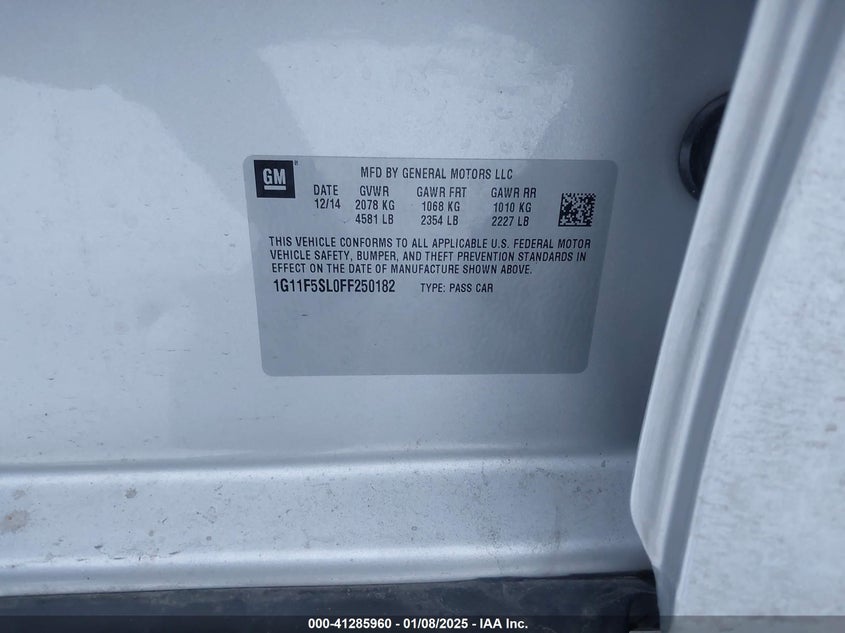 GM
MFD BY GENERAL MOTORS LLC
DATE GVWR GAWR FRT GAWR RR
12/14 2078 KG 1068 KG 1010 KG
4581 LB 2354 LB 2227 LB
THIS VEHICLE CONFORMS TO ALL APPLICABLE U.S. FEDERAL MOTOR
VEHICLE SAFETY, BUMPER, AND THEFT PREVENTION STANDARDS IN
EFFECT ON THE DATE OF MANUFACTURE SHOWN ABOVE.
1G11F5SL0FF250182 TYPE: PASS CAR
000-41285960 - 01/08/2025 - IAA Inc.